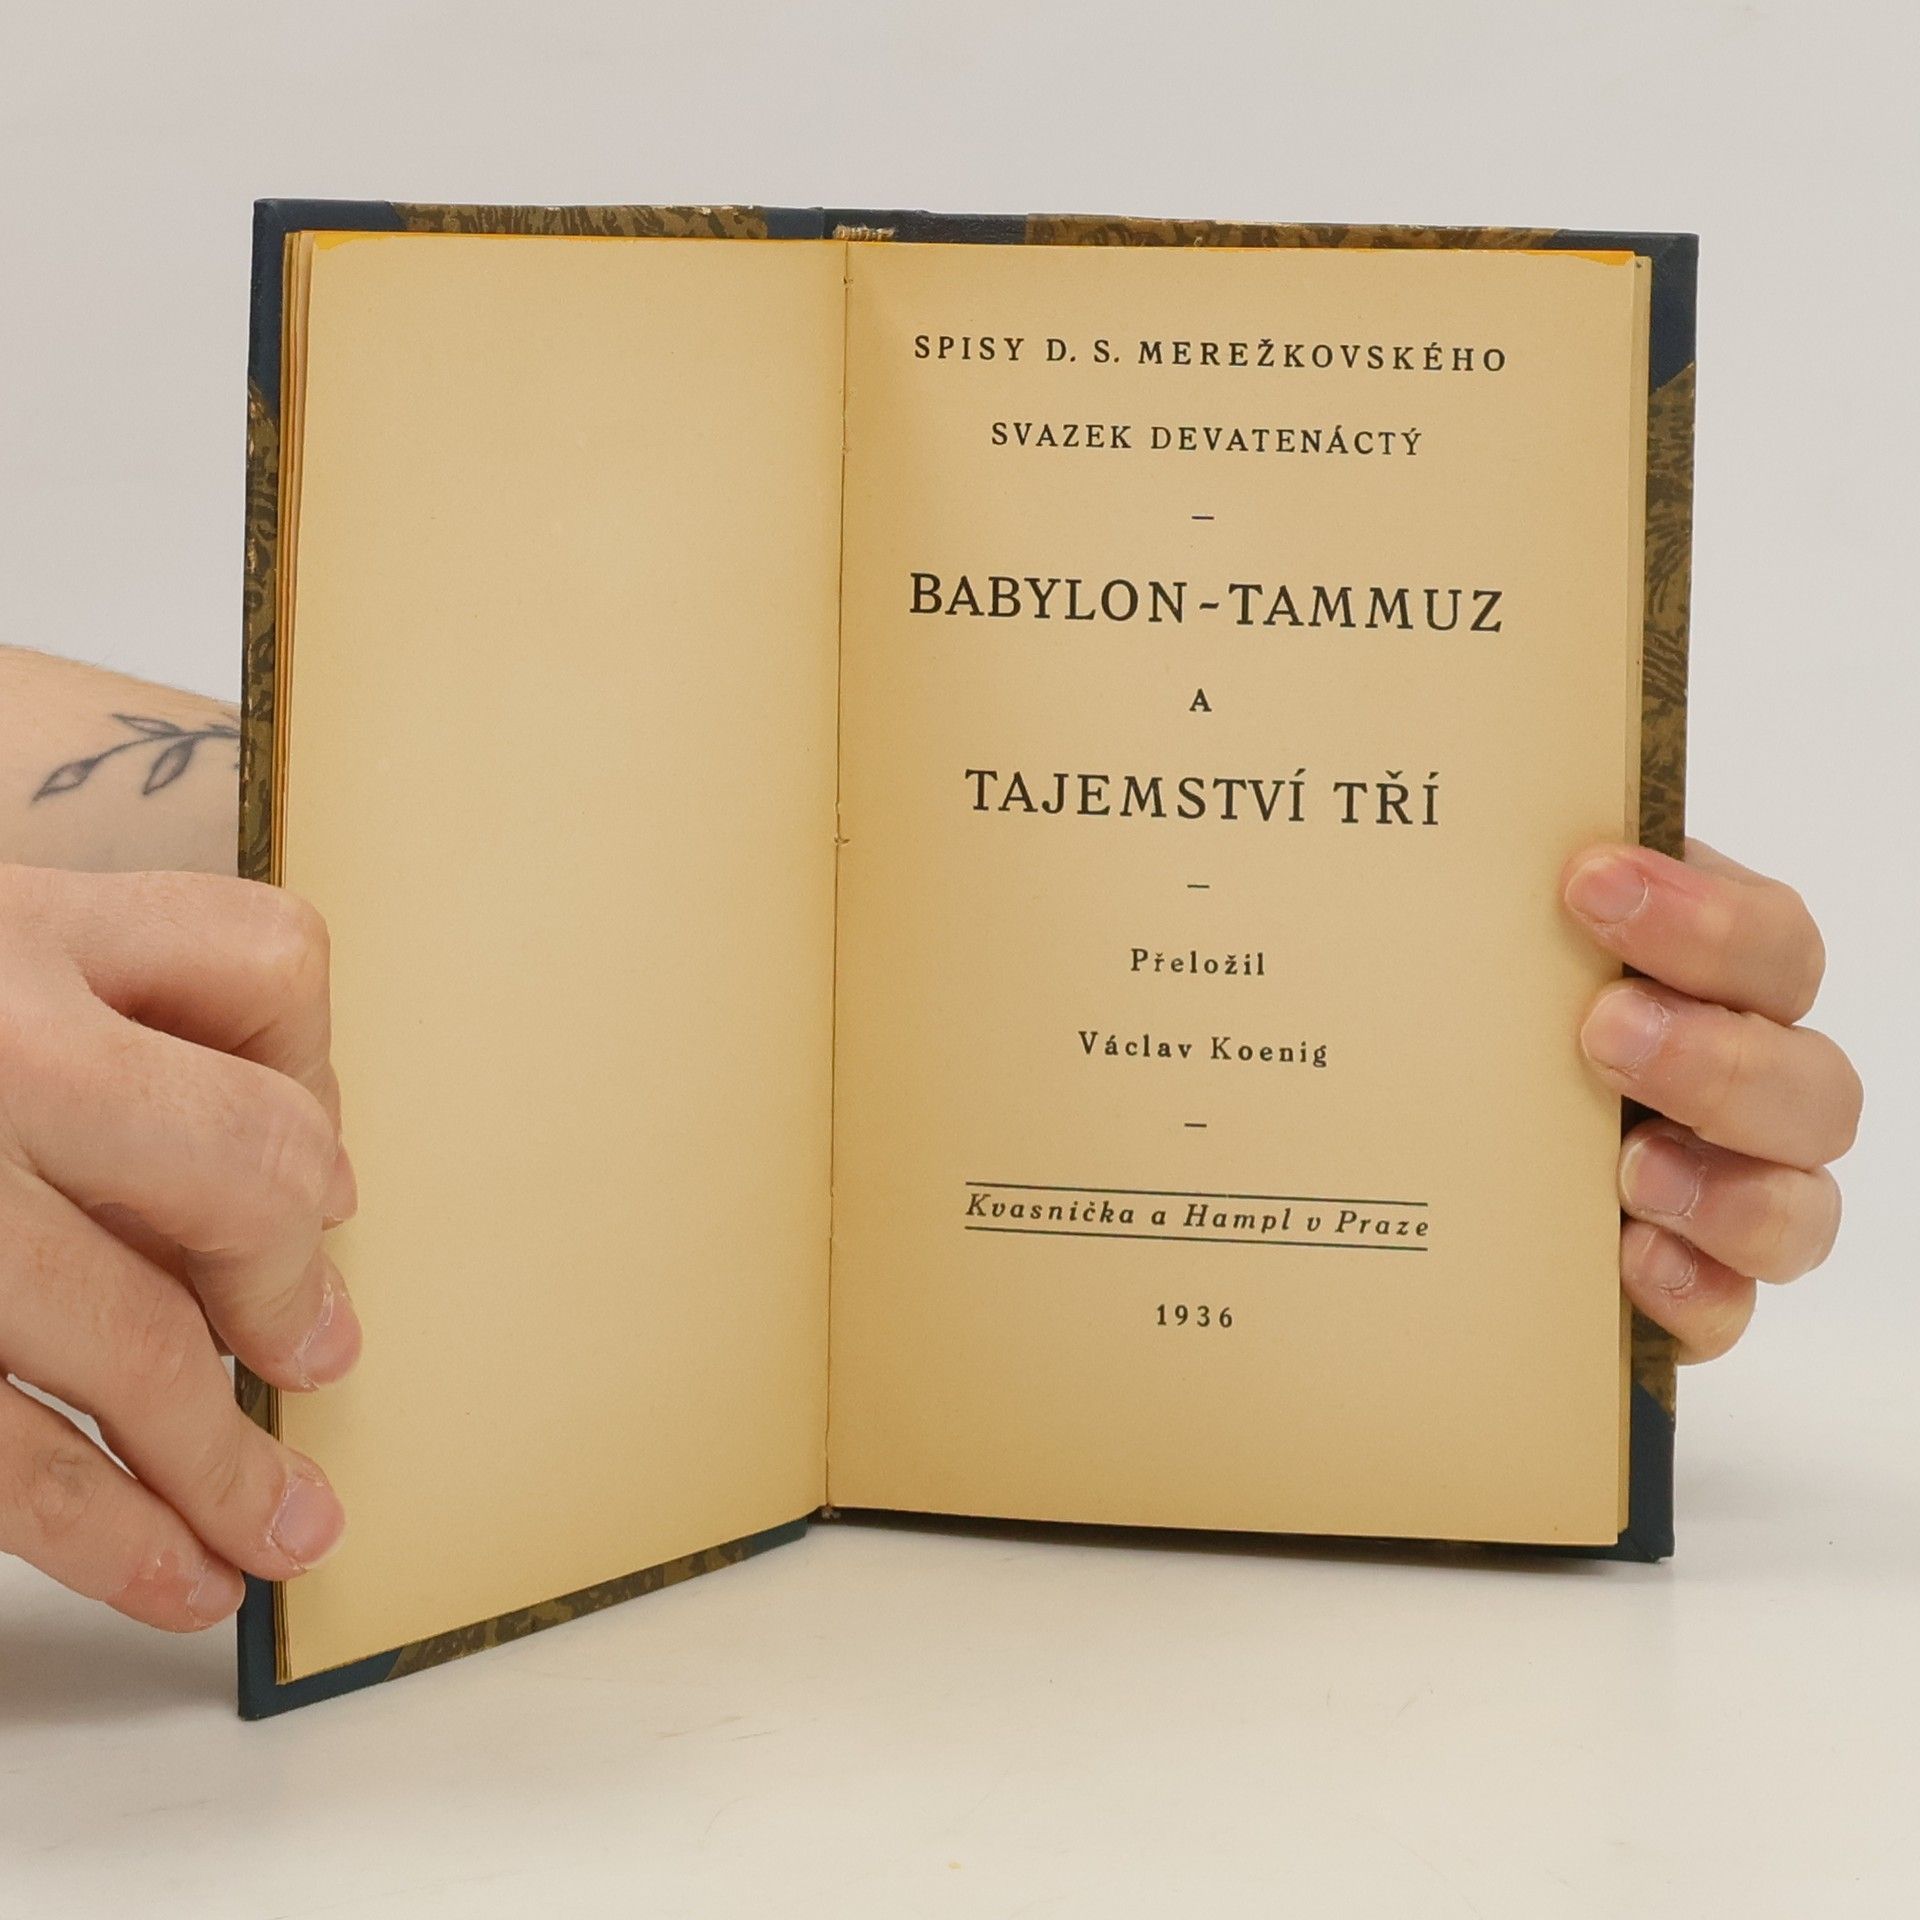 SPISY D. S. MEREŽKOVSKÉHO
SVAZEK DEVATENÁCTÝ
—
BABYLON-TAMMUZ
A
TAJEMSTVÍ TŘÍ
—
Přeložil
Václav Koenig
—
Kvasnička a Hampl v Praze
1936